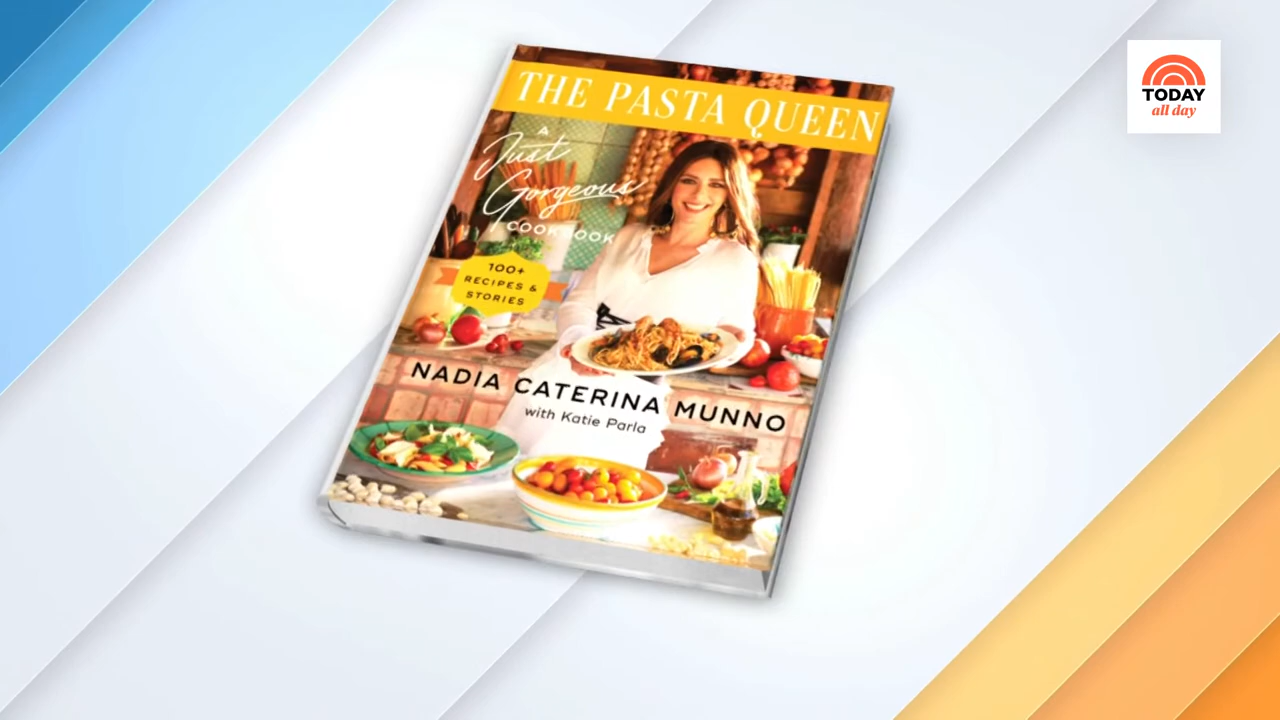 THE PASTA QUEEN
A
Just
Gorgeous
COOKBOOK
100+
RECIPES &
STORIES
NADIA CATERINA MUNNO
with Katie Parla
TODAY
all day